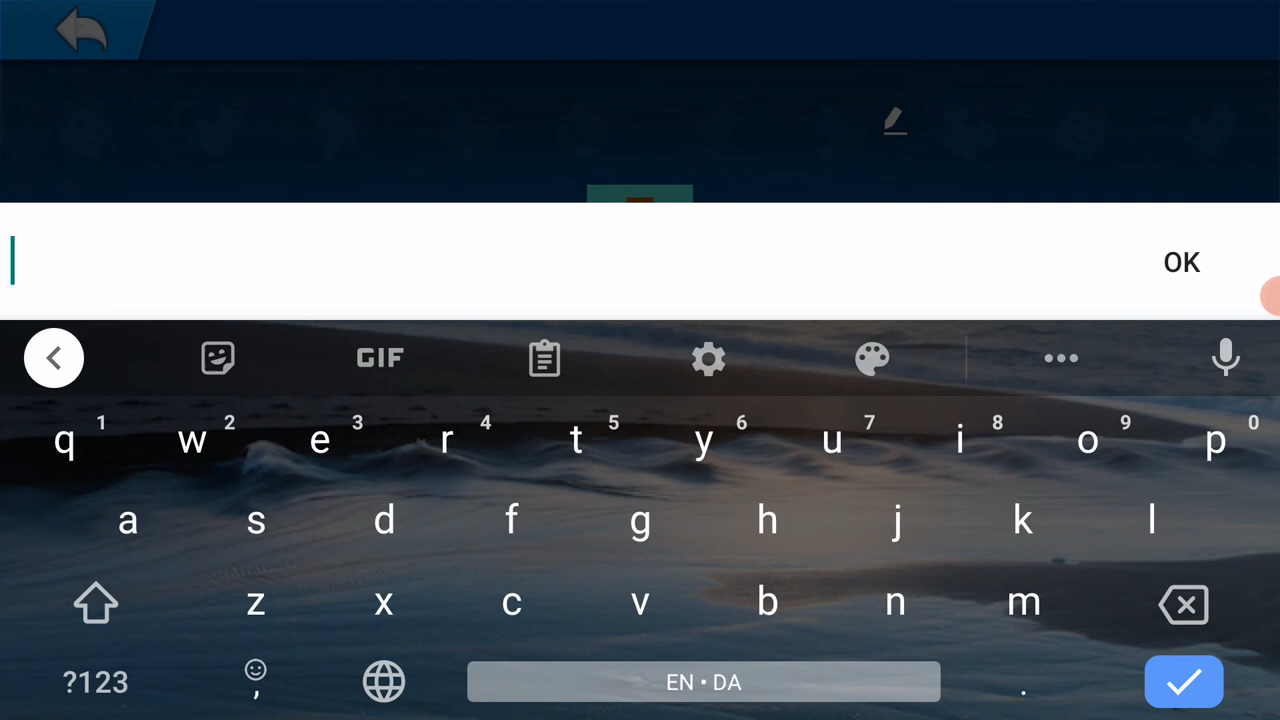 OK
GIF
q 1 w 2 e 3 r 4 t 5 y 6 u 7 i 8 o 9 p 0
a s d f g h j k l
z x c v b n m
?123 , EN • DA .